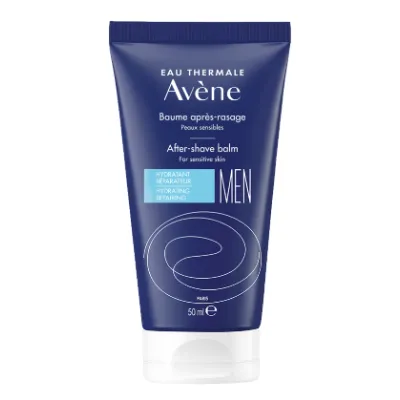 EAU THERMALE
Avène
Baume après-rasage
Peaux sensibles
After-shave balm
For sensitive skin
HYDRATANT
RÉPARATEUR
HYDRATING
REPAIRING
MEN
PARIS
50 ml e